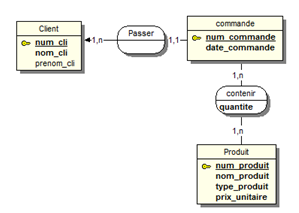 Client
num_cli
nom_cli
prenom_cli
1,n
Passer
1,1
commande
num_commande
date_commande
1,n
contenir
quantite
1,n
Produit
num_produit
nom_produit
type_produit
prix_unitaire